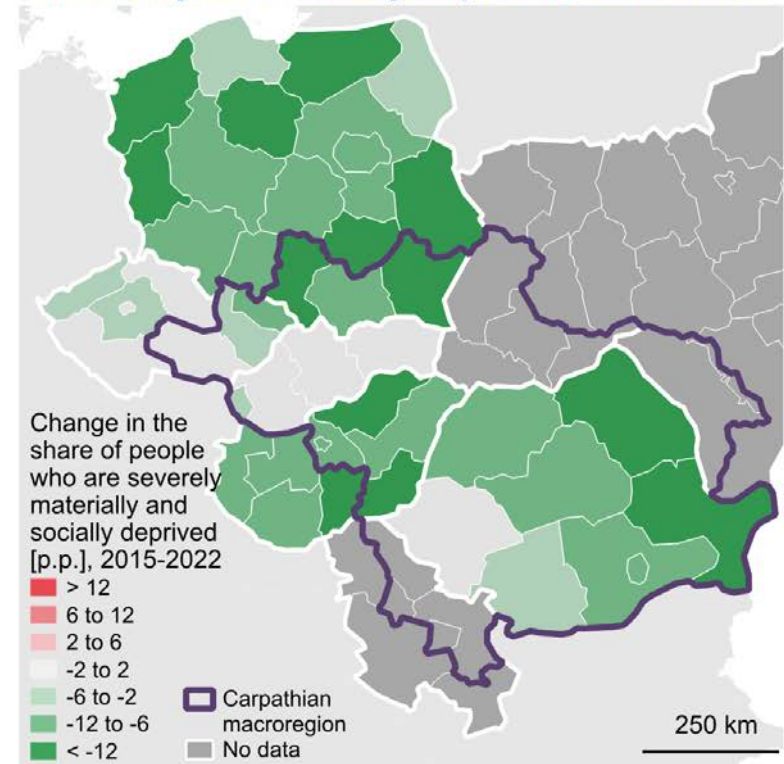 Change in the
share of people
who are severely
materially and
socially deprived
[p.p.], 2015-2022
> 12
6 to 12
2 to 6
-2 to 2
-6 to -2
-12 to -6
< -12
Carpathian
macroregion
No data
250 km